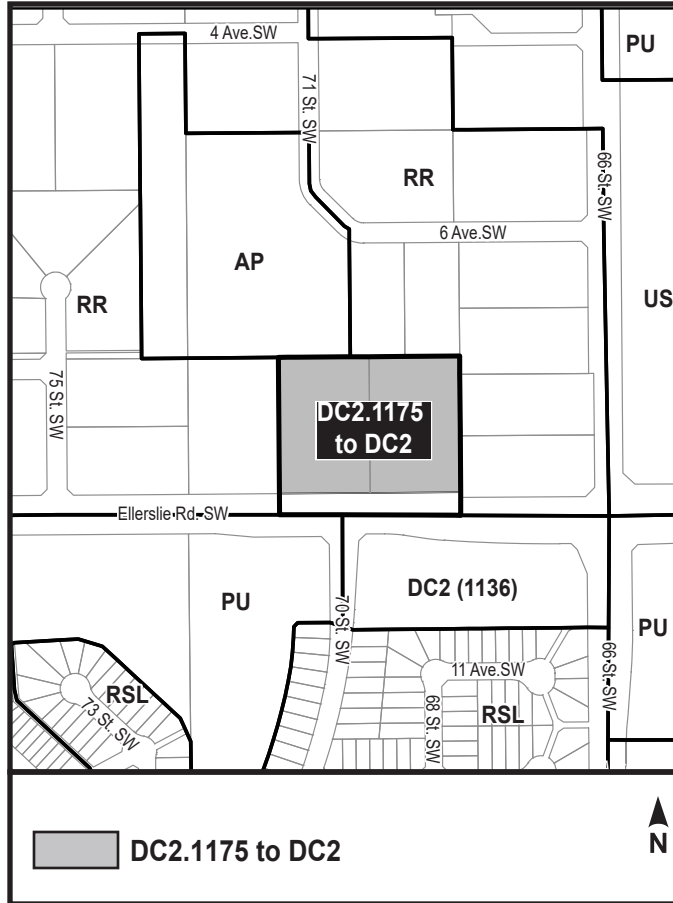 4 Ave.SW
PU
71 St. SW
RR
66 St. SW
6 Ave.SW
AP
RR
US
75 St. SW
DC2.1175
to DC2
Ellerslie Rd. SW
DC2 (1136)
PU
70 St. SW
PU
11 Ave.SW
66 St. SW
RSL
73 St. SW
68 St. SW
RSL
DC2.1175 to DC2
N